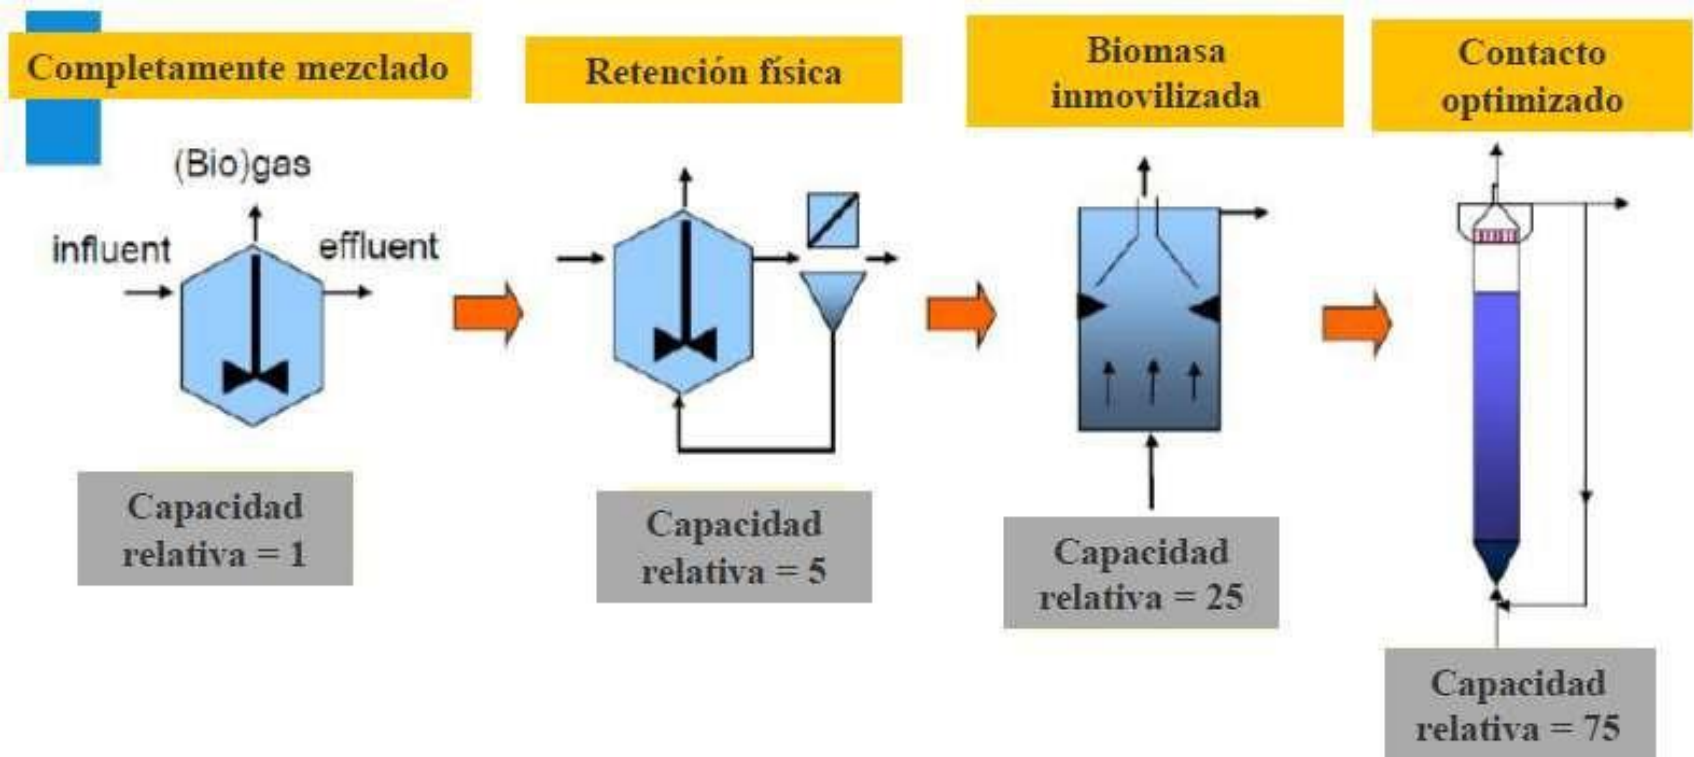 Completamente mezclado
Retención física
Biomasa
inmovilizada
Contacto
optimizado
(Bio)gas
influent
effluent
Capacidad
relativa = 1
Capacidad
relativa = 5
Capacidad
relativa = 25
Capacidad
relativa = 75